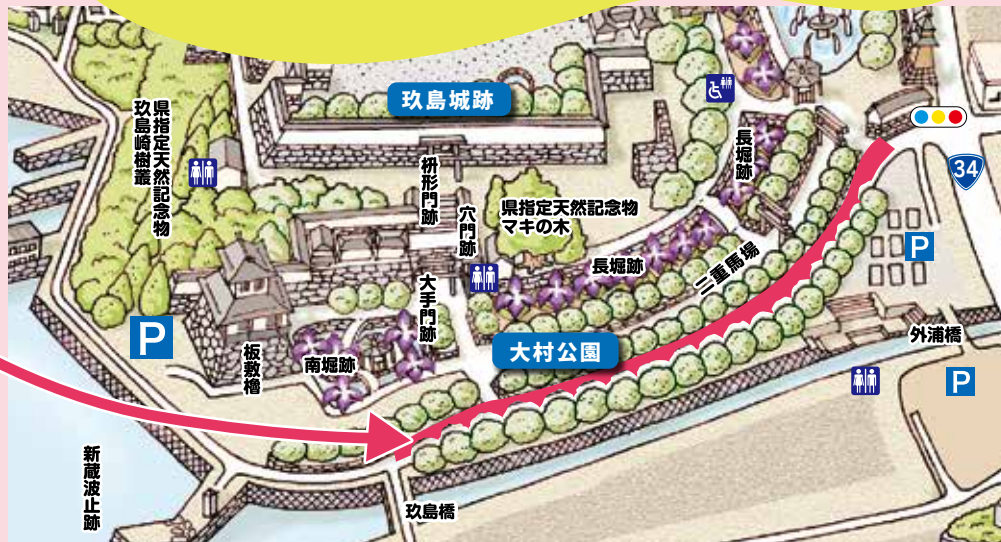 玖島城跡
県指定天然記念物
玖島崎樹叢
枡形門跡
穴門跡
県指定天然記念物
マキの木
長堀跡
34
P
長堀跡
二重馬場
大手門跡
P
大村公園
外浦橋
板敷櫓
南堀跡
P
新蔵波止跡
玖島橋